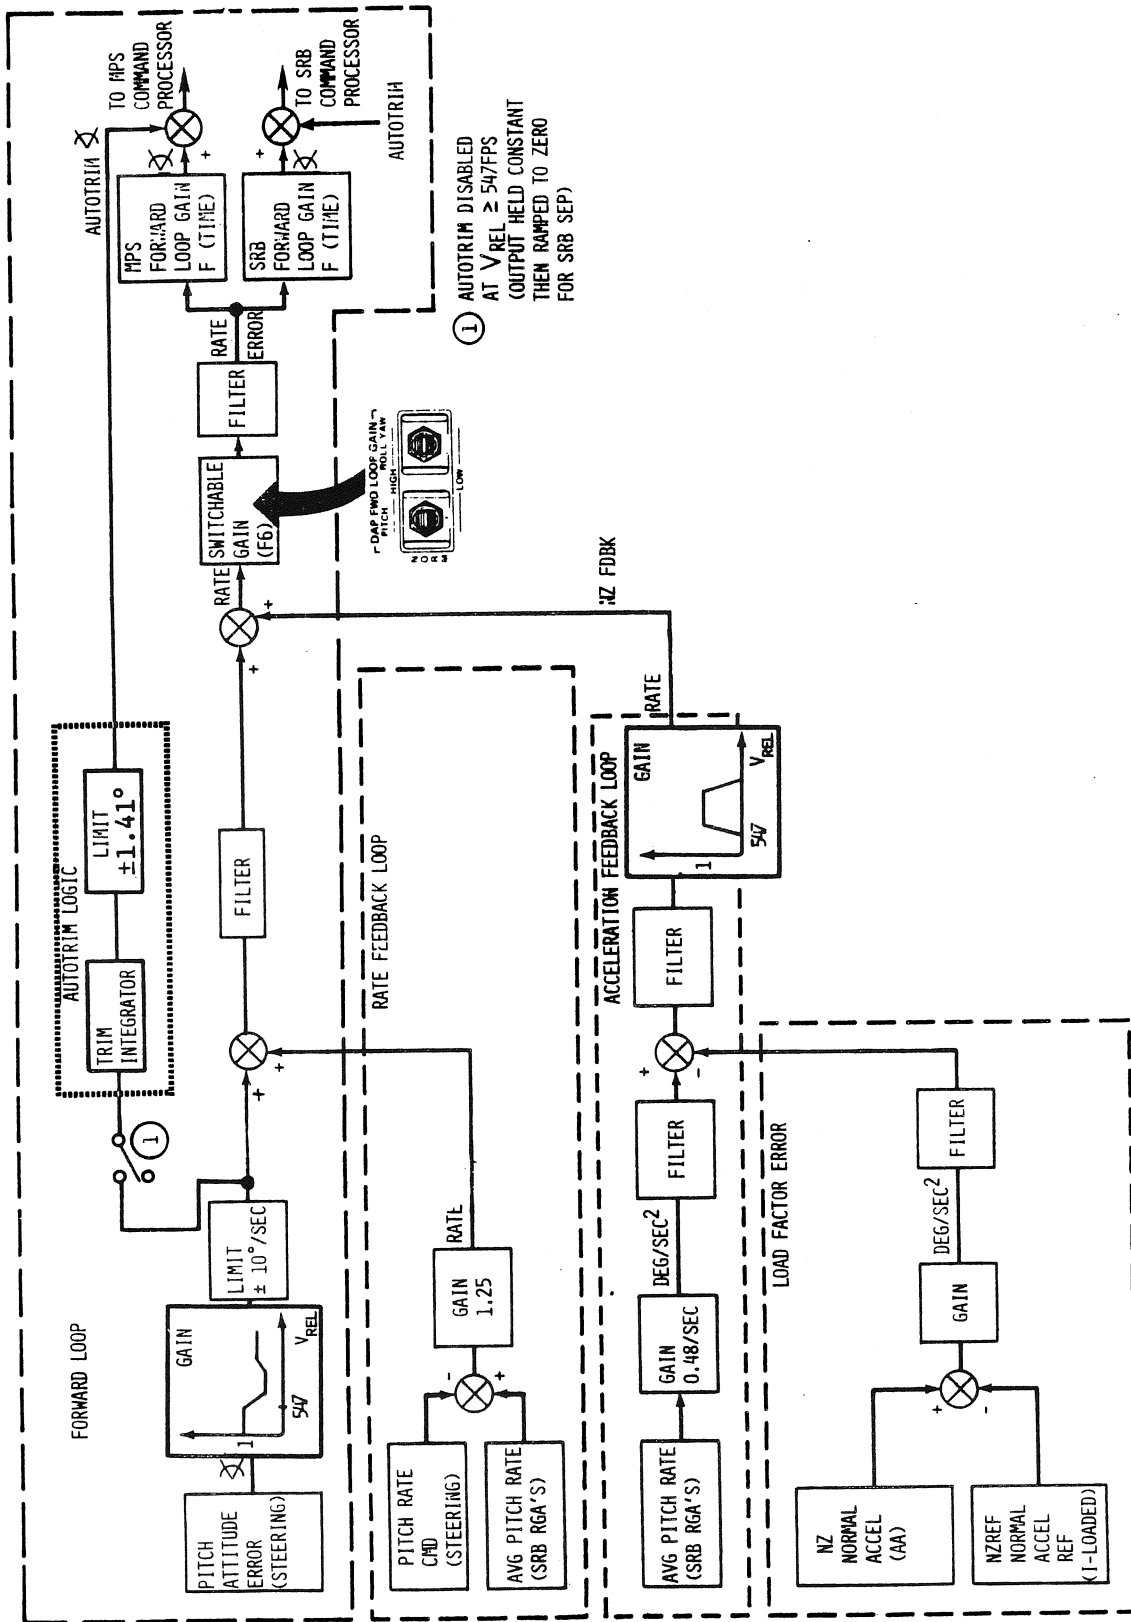 FORWARD LOOP
PITCH
ATTITUDE
ERROR
(STEERING)
GAIN
1
547
VREL
LIMIT
± 10°/SEC
1
AUTOTRIM LOGIC
TRIM
INTEGRATOR
LIMIT
±1.41°
+
+
FILTER
+
+
RATE
SWITCHABLE
GAIN
(F6)
FILTER
RATE
ERROR
MPS
FORWARD
LOOP GAIN
F (TIME)
+
SRB
FORWARD
LOOP GAIN
F (TIME)
+
AUTOTRIM
TO MPS
COMMAND
PROCESSOR
TO SRB
COMMAND
PROCESSOR
AUTOTRIM
DAP FWD LOOP GAIN
PITCH
ROLL YAW
HIGH
NORM
LOW
1 AUTOTRIM DISABLED
AT VREL ≥ 547FPS
(OUTPUT HELD CONSTANT
THEN RAMPED TO ZERO
FOR SRB SEP)
RATE FEEDBACK LOOP
PITCH RATE
CMD
(STEERING)
AVG PITCH RATE
(SRB RGA'S)
-
+
GAIN
1.25
RATE
ACCELERATION FEEDBACK LOOP
AVG PITCH RATE
(SRB RGA'S)
GAIN
0.48/SEC
DEG/SEC2
FILTER
+
-
FILTER
GAIN
1
547
VREL
RATE
NZ FDBK
LOAD FACTOR ERROR
NZ
NORMAL
ACCEL
(AA)
NZREF
NORMAL
ACCEL
REF
(I-LOADED)
+
-
GAIN
DEG/SEC2
FILTER